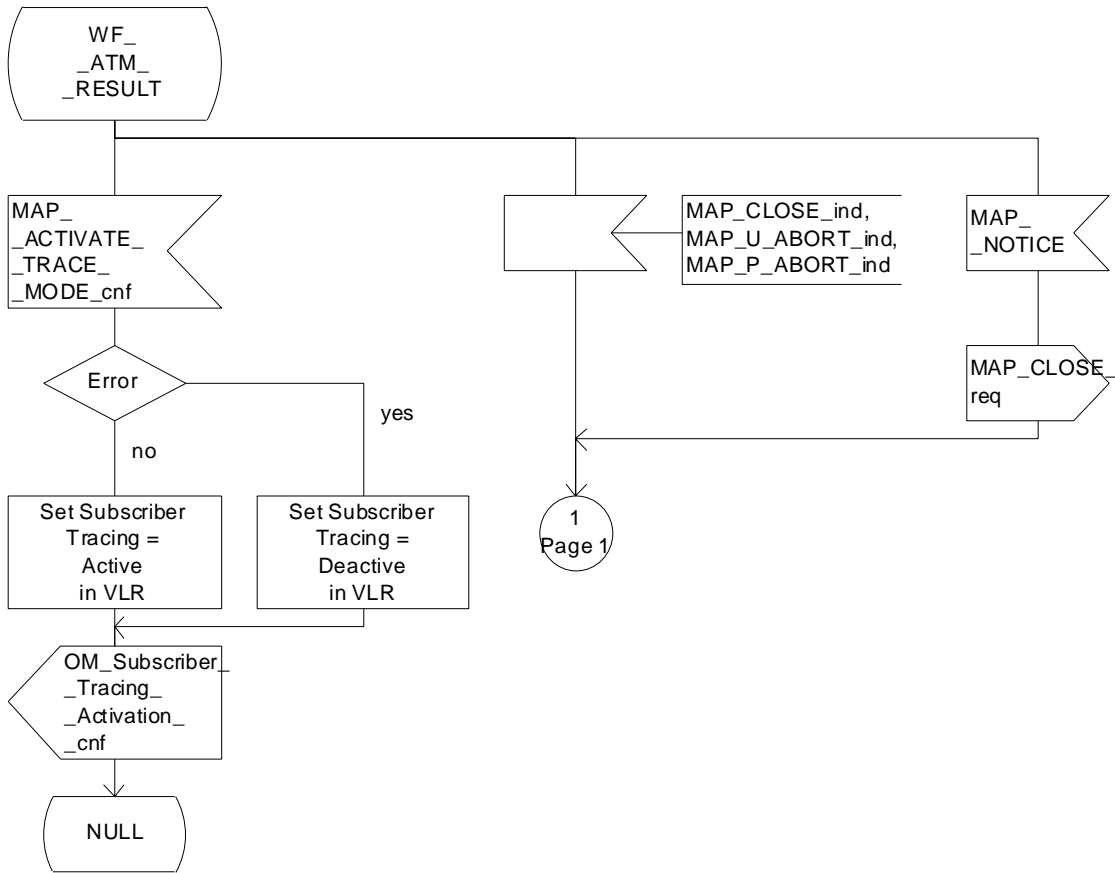 WF_
_ATM_
_RESULT
MAP_
_ACTIVATE_
_TRACE_
_MODE_cnf
MAP_CLOSE_ind,
MAP_U_ABORT_ind,
MAP_P_ABORT_ind
MAP_
_NOTICE
Error
yes
no
MAP_CLOSE_
req
Set Subscriber
Tracing =
Active
in VLR
Set Subscriber
Tracing =
Deactive
in VLR
1
Page 1
OM_Subscriber_
_Tracing_
_Activation_
_cnf
NULL